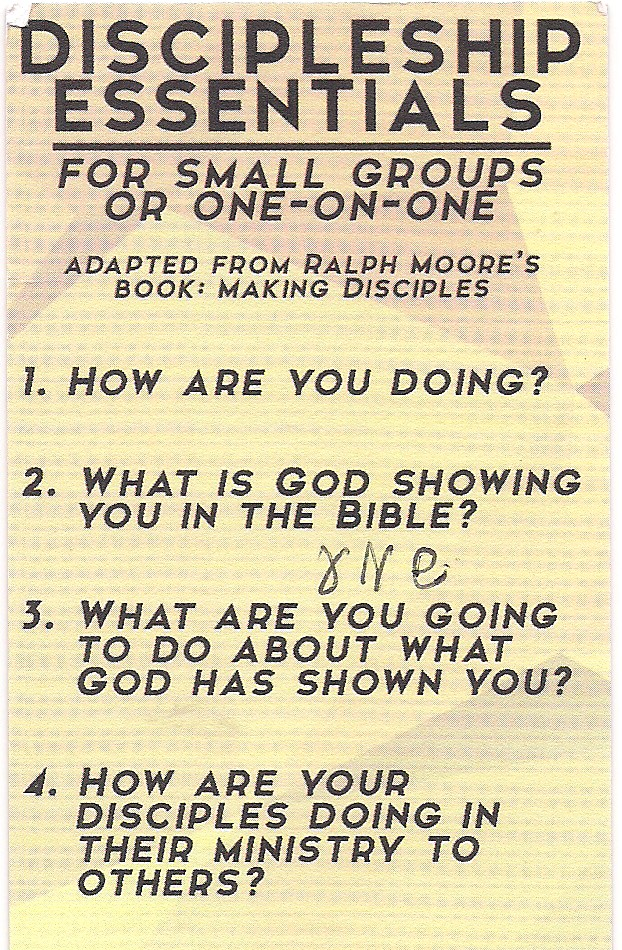 DISCIPLESHIP
ESSENTIALS
FOR SMALL GROUPS
OR ONE-ON-ONE
ADAPTED FROM RALPH MOORE'S
BOOK: MAKING DISCIPLES
1. HOW ARE YOU DOING?
2. WHAT IS GOD SHOWING
YOU IN THE BIBLE?
3. WHAT ARE YOU GOING
TO DO ABOUT WHAT
GOD HAS SHOWN YOU?
4. HOW ARE YOUR
DISCIPLES DOING IN
THEIR MINISTRY TO
OTHERS?